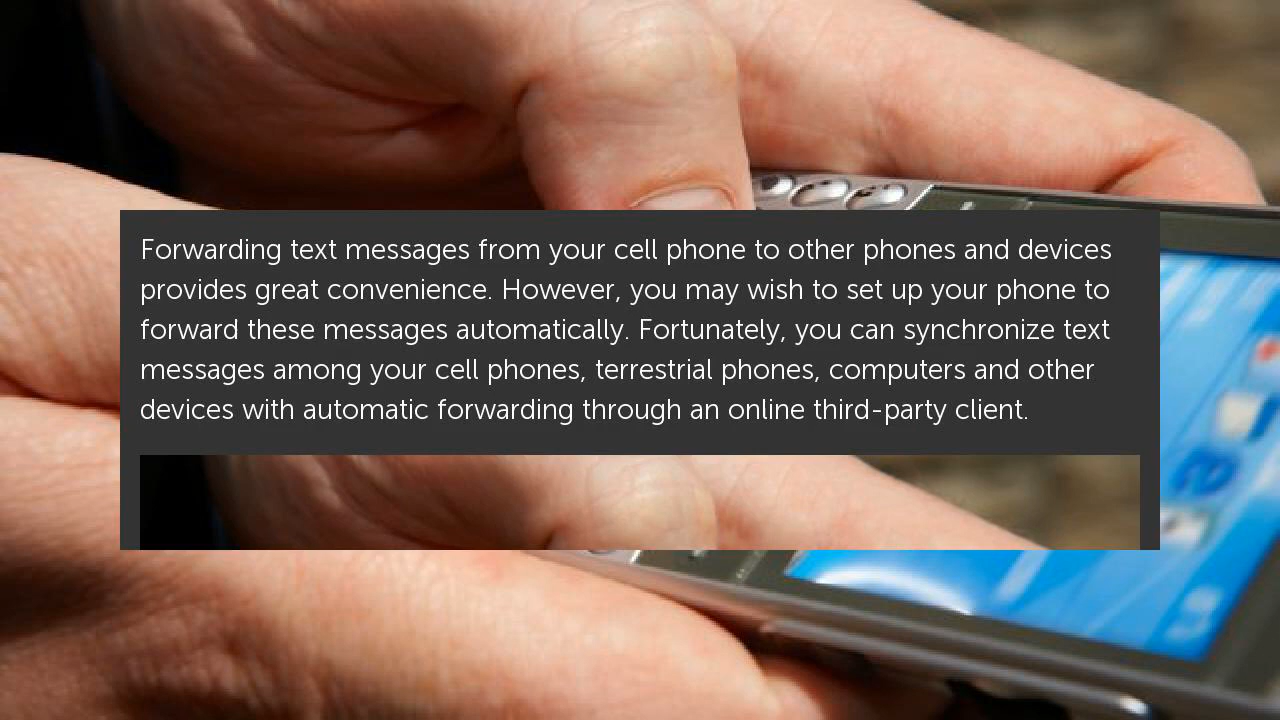 Forwarding text messages from your cell phone to other phones and devices
provides great convenience. However, you may wish to set up your phone to
forward these messages automatically. Fortunately, you can synchronize text
messages among your cell phones, terrestrial phones, computers and other
devices with automatic forwarding through an online third-party client.